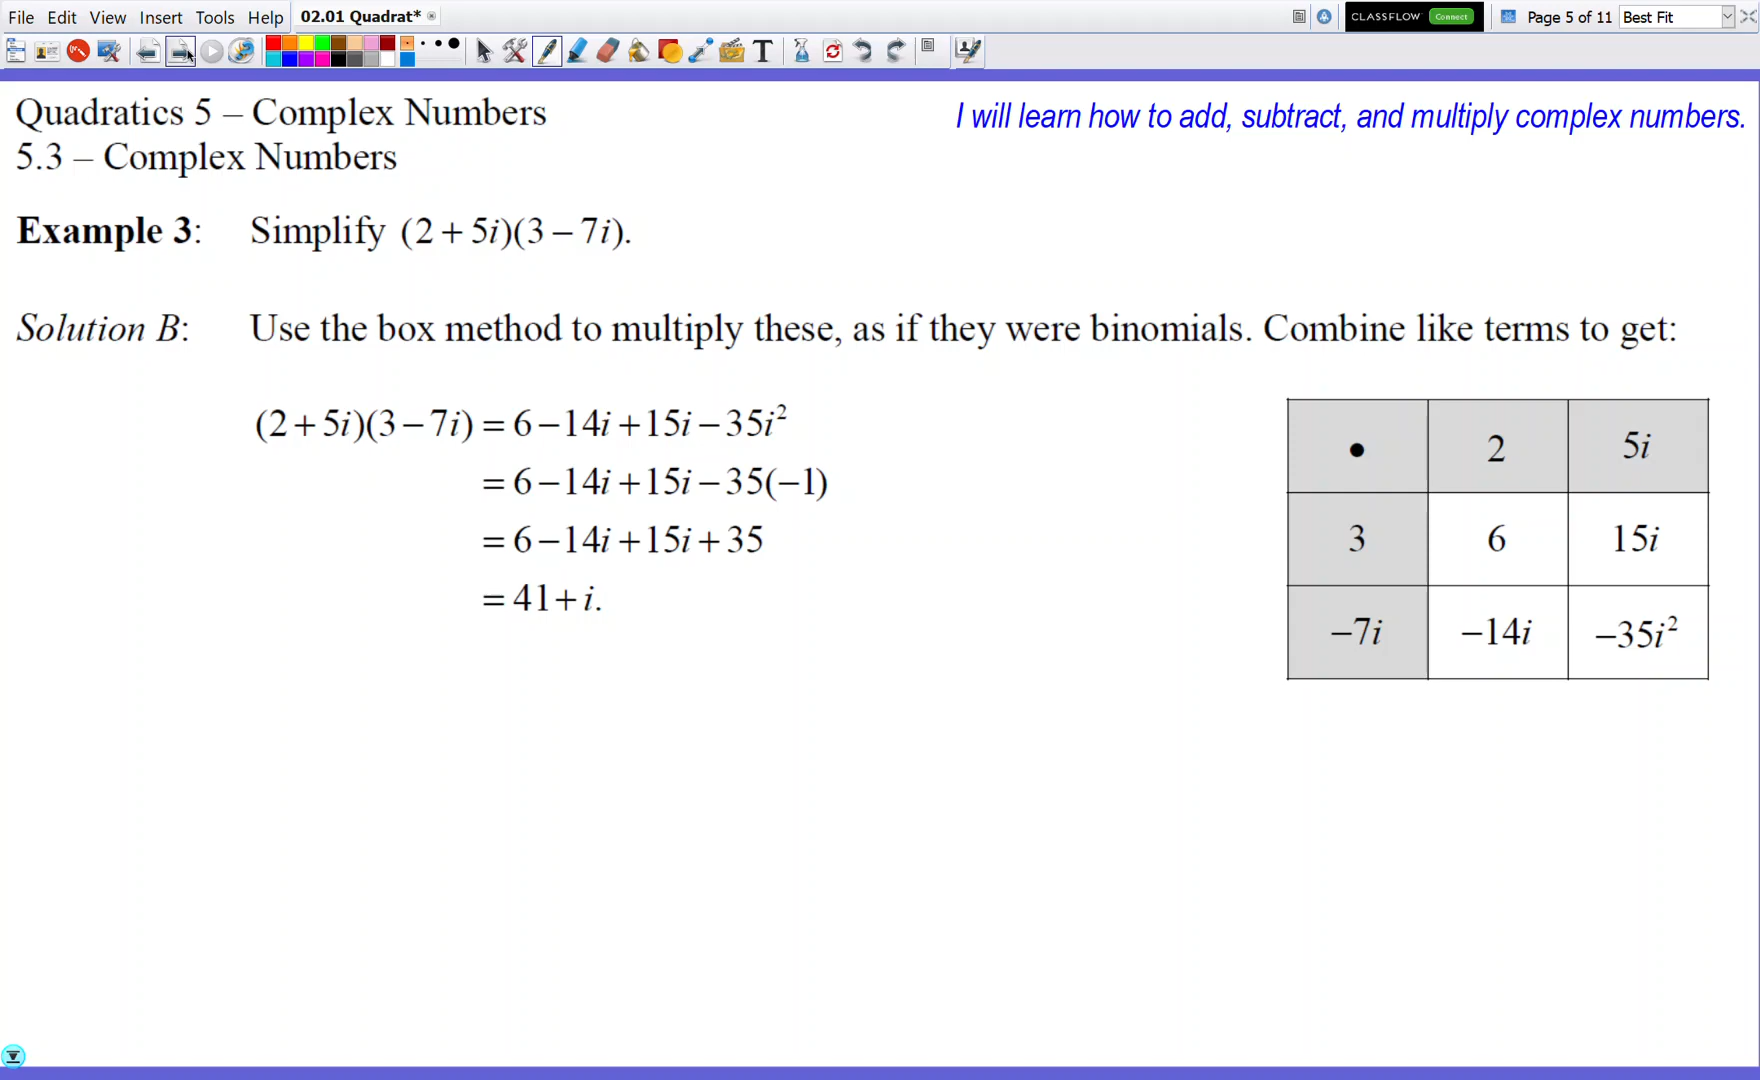 File Edit View Insert Tools Help 02.01 Quadrat* CLASSFLOW Connect Page 5 of 11 Best Fit
T
Quadratics 5 – Complex Numbers
I will learn how to add, subtract, and multiply complex numbers.
5.3 – Complex Numbers
Example 3: Simplify (2 + 5i)(3 − 7i).
Solution B: Use the box method to multiply these, as if they were binomials. Combine like terms to get:
(2 + 5i)(3 − 7i) = 6 − 14i + 15i − 35i²
= 6 − 14i + 15i − 35(−1)
= 6 − 14i + 15i + 35
= 41 + i.
• 2 5i
3 6 15i
−7i −14i −35i²